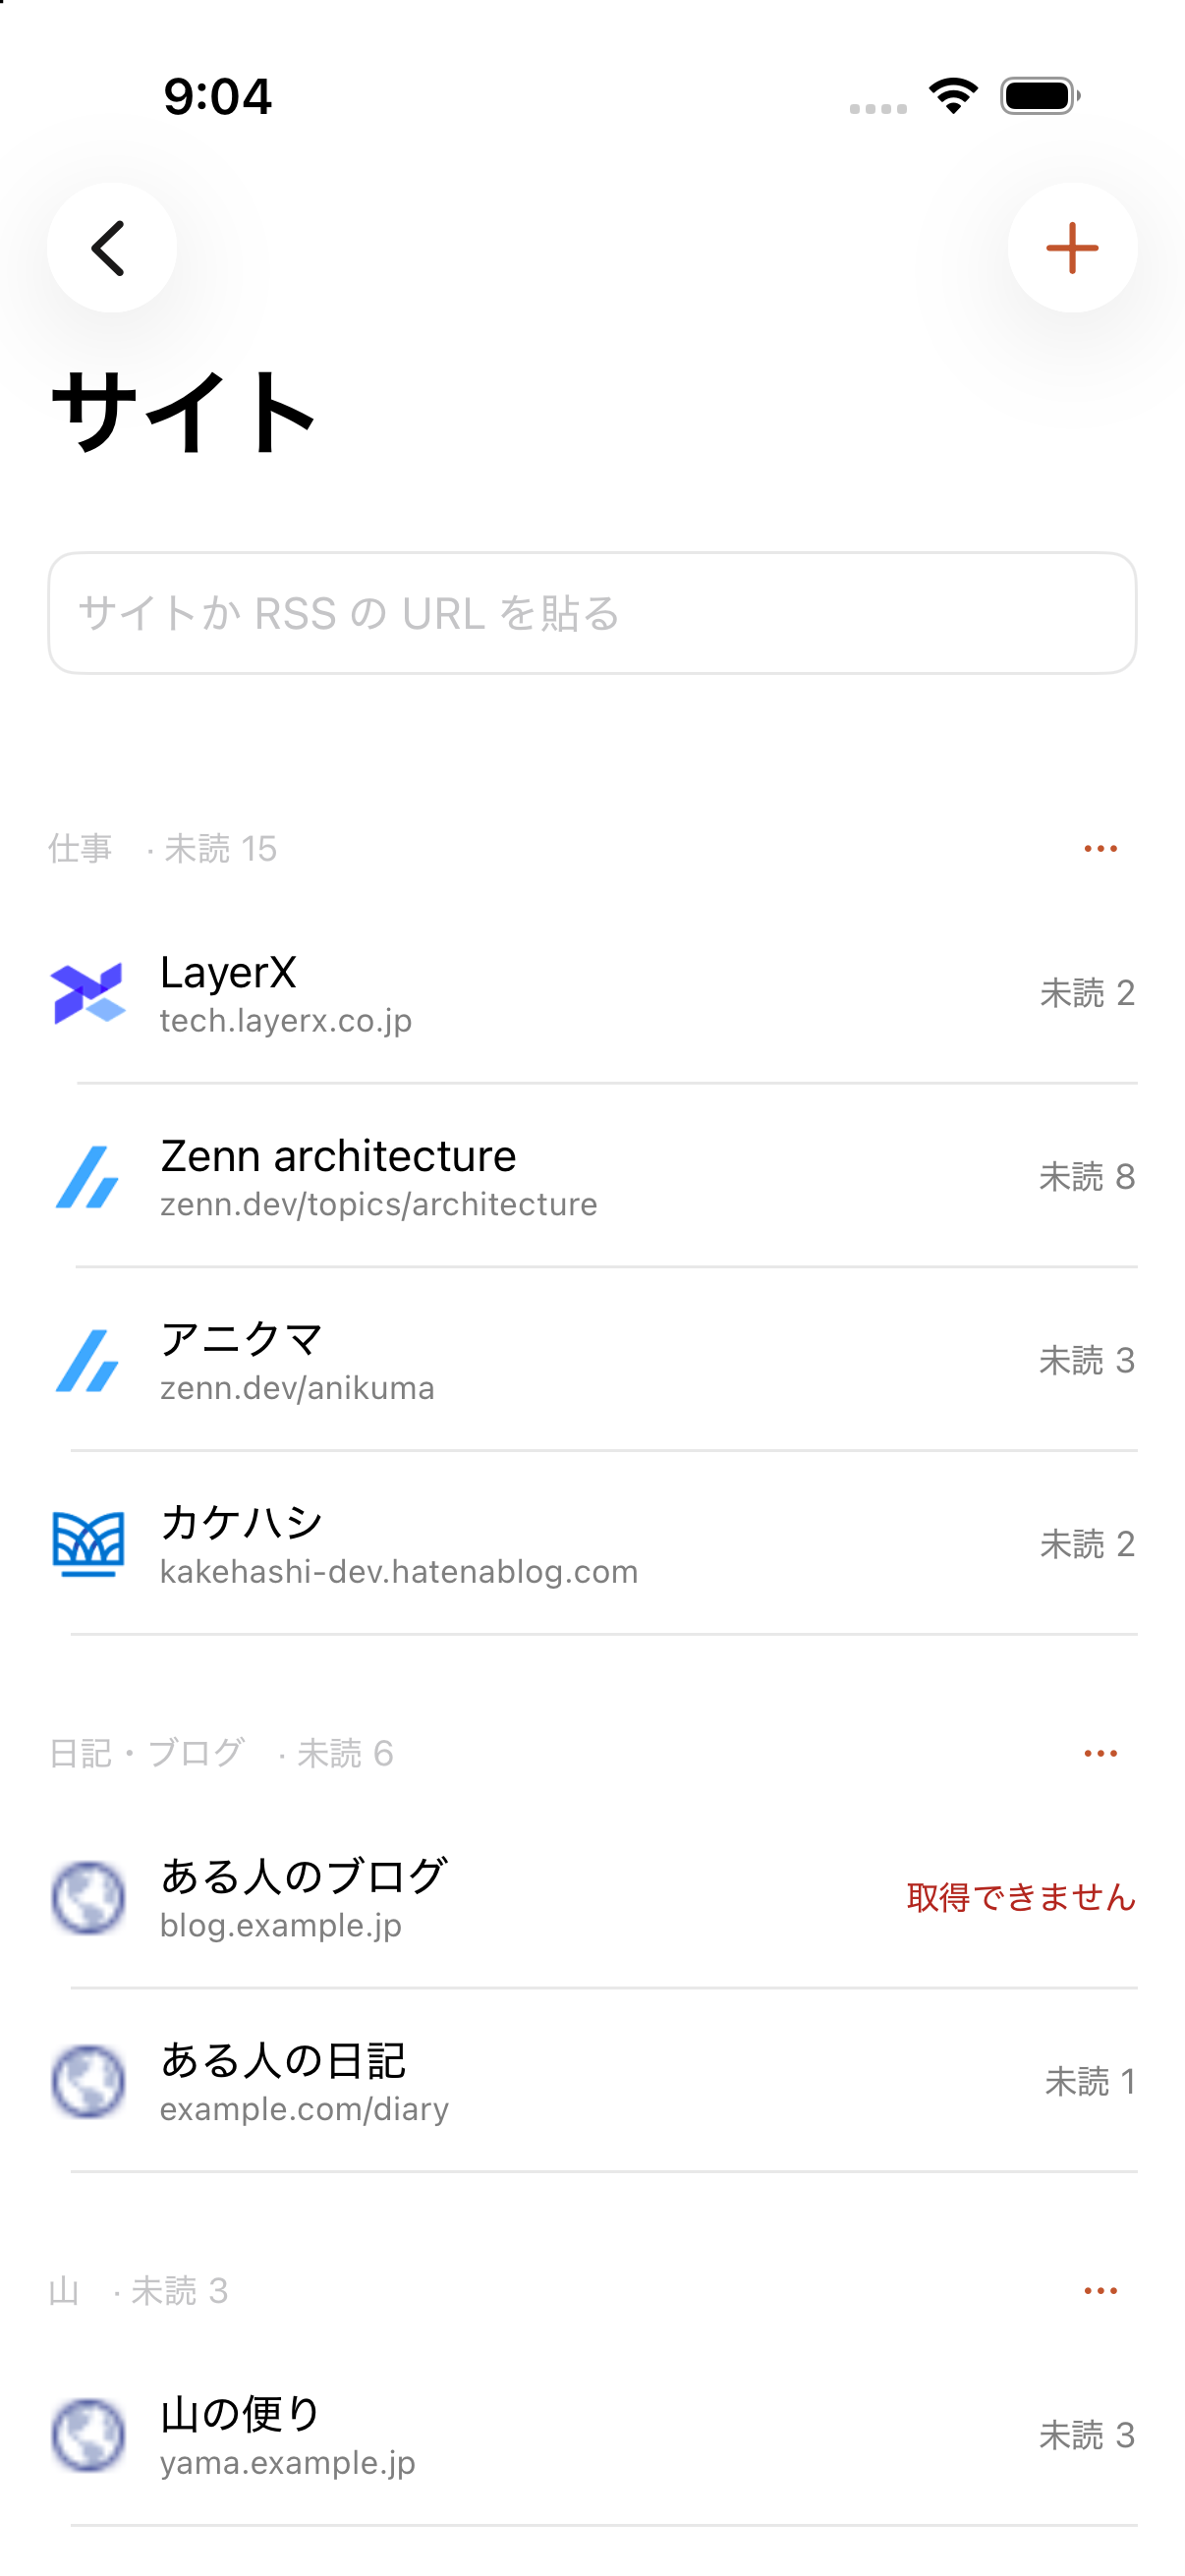 9:04
サイト
サイトか RSS の URL を貼る
仕事 · 未読 15
LayerX
tech.layerx.co.jp
未読 2
Zenn architecture
zenn.dev/topics/architecture
未読 8
アニクマ
zenn.dev/anikuma
未読 3
カケハシ
kakehashi-dev.hatenablog.com
未読 2
日記・ブログ · 未読 6
ある人のブログ
blog.example.jp
取得できません
ある人の日記
example.com/diary
未読 1
山 · 未読 3
山の便り
yama.example.jp
未読 3